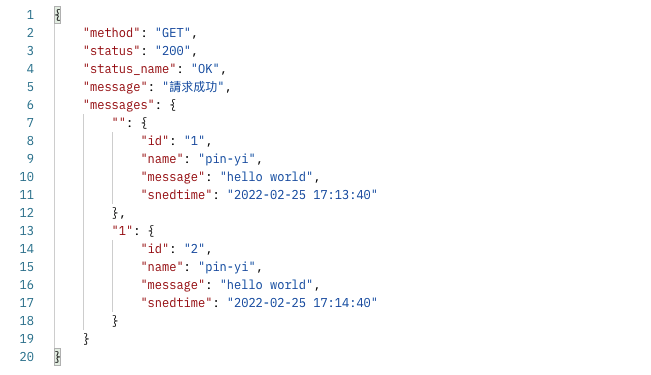 1 {
2 "method": "GET",
3 "status": "200",
4 "status_name": "OK",
5 "message": "請求成功",
6 "messages": {
7 "": {
8 "id": "1",
9 "name": "pin-yi",
10 "message": "hello world",
11 "snedtime": "2022-02-25 17:13:40"
12 },
13 "1": {
14 "id": "2",
15 "name": "pin-yi",
16 "message": "hello world",
17 "snedtime": "2022-02-25 17:14:40"
18 }
19 }
20 }